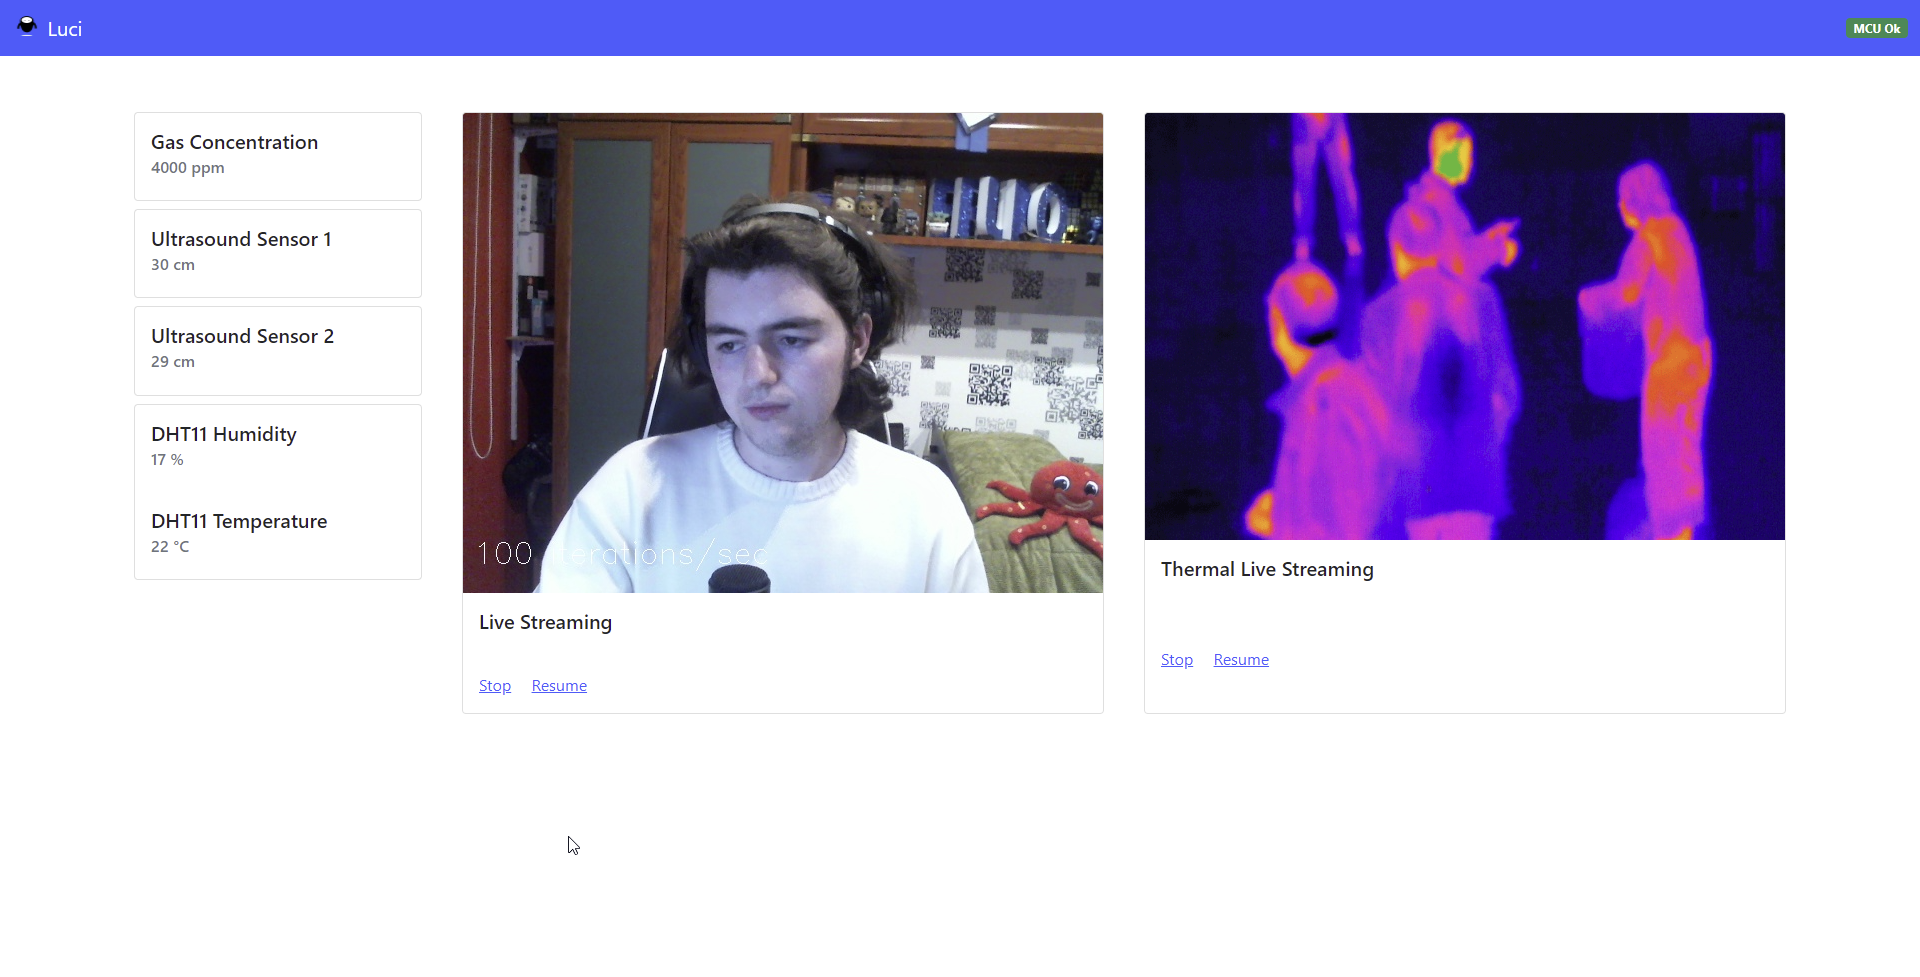 Luci
MCU Ok
Gas Concentration
4000 ppm
Ultrasound Sensor 1
30 cm
Ultrasound Sensor 2
29 cm
DHT11 Humidity
17 %
DHT11 Temperature
22 °C
100 iterations/sec
Live Streaming
Stop Resume
Thermal Live Streaming
Stop Resume